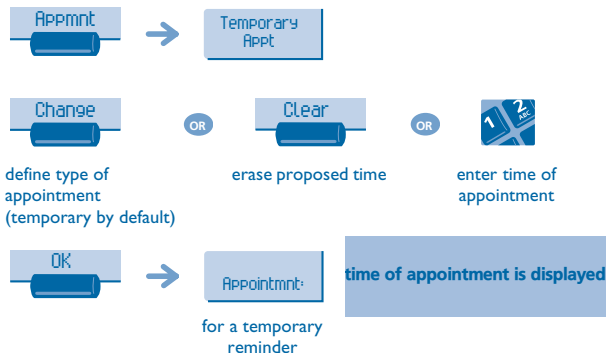 Appmnt
Temporary
Appt
Change
OR
Clear
OR
1
2
ABC
define type of
appointment
(temporary by default)
erase proposed time
enter time of
appointment
OK
Appointmnt:
time of appointment is displayed
for a temporary
reminder